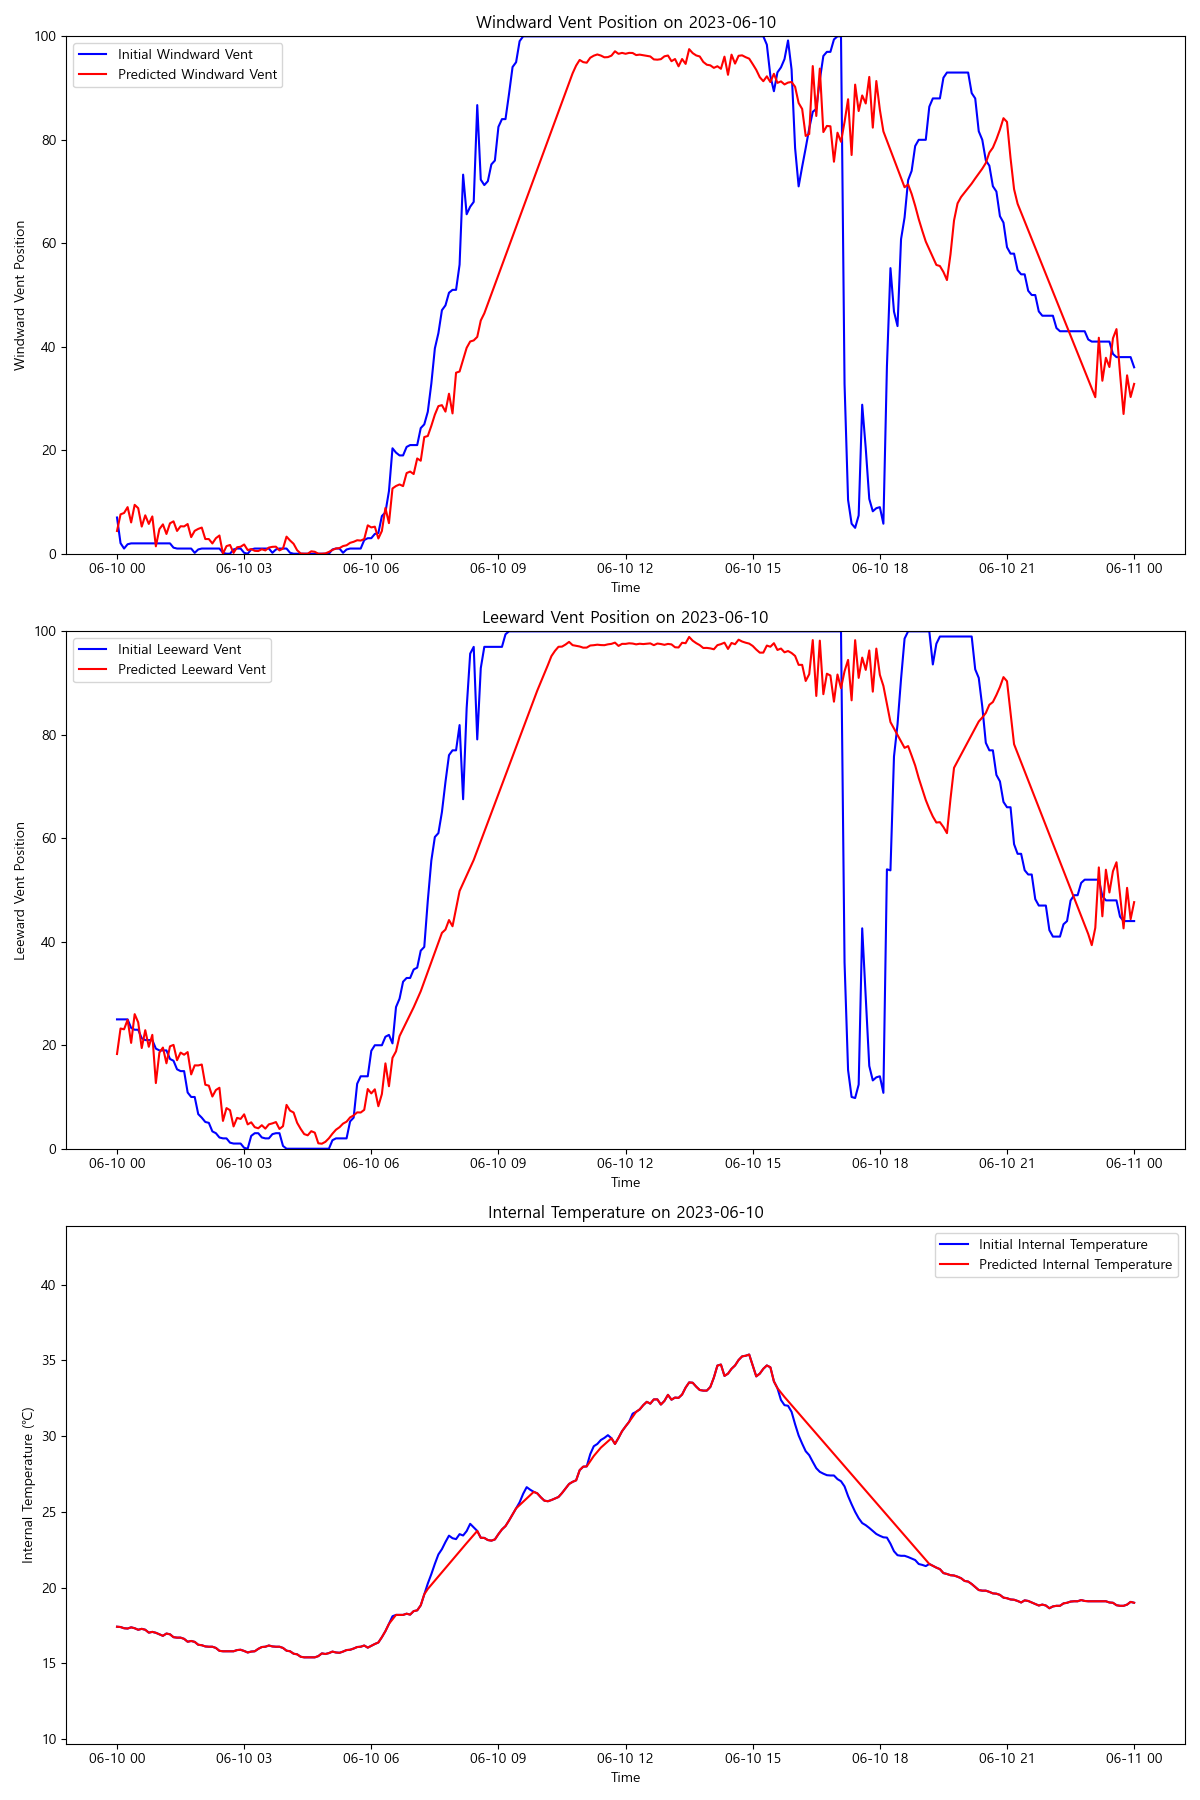 Windward Vent Position on 2023-06-10
100
80
60
40
20
0
Windward Vent Position
Initial Windward Vent
Predicted Windward Vent
06-10 00 06-10 03 06-10 06 06-10 09 06-10 12 06-10 15 06-10 18 06-10 21 06-11 00
Time
Leeward Vent Position on 2023-06-10
100
80
60
40
20
0
Leeward Vent Position
Initial Leeward Vent
Predicted Leeward Vent
06-10 00 06-10 03 06-10 06 06-10 09 06-10 12 06-10 15 06-10 18 06-10 21 06-11 00
Time
Internal Temperature on 2023-06-10
40
35
30
25
20
15
10
Internal Temperature (℃)
Initial Internal Temperature
Predicted Internal Temperature
06-10 00 06-10 03 06-10 06 06-10 09 06-10 12 06-10 15 06-10 18 06-10 21 06-11 00
Time